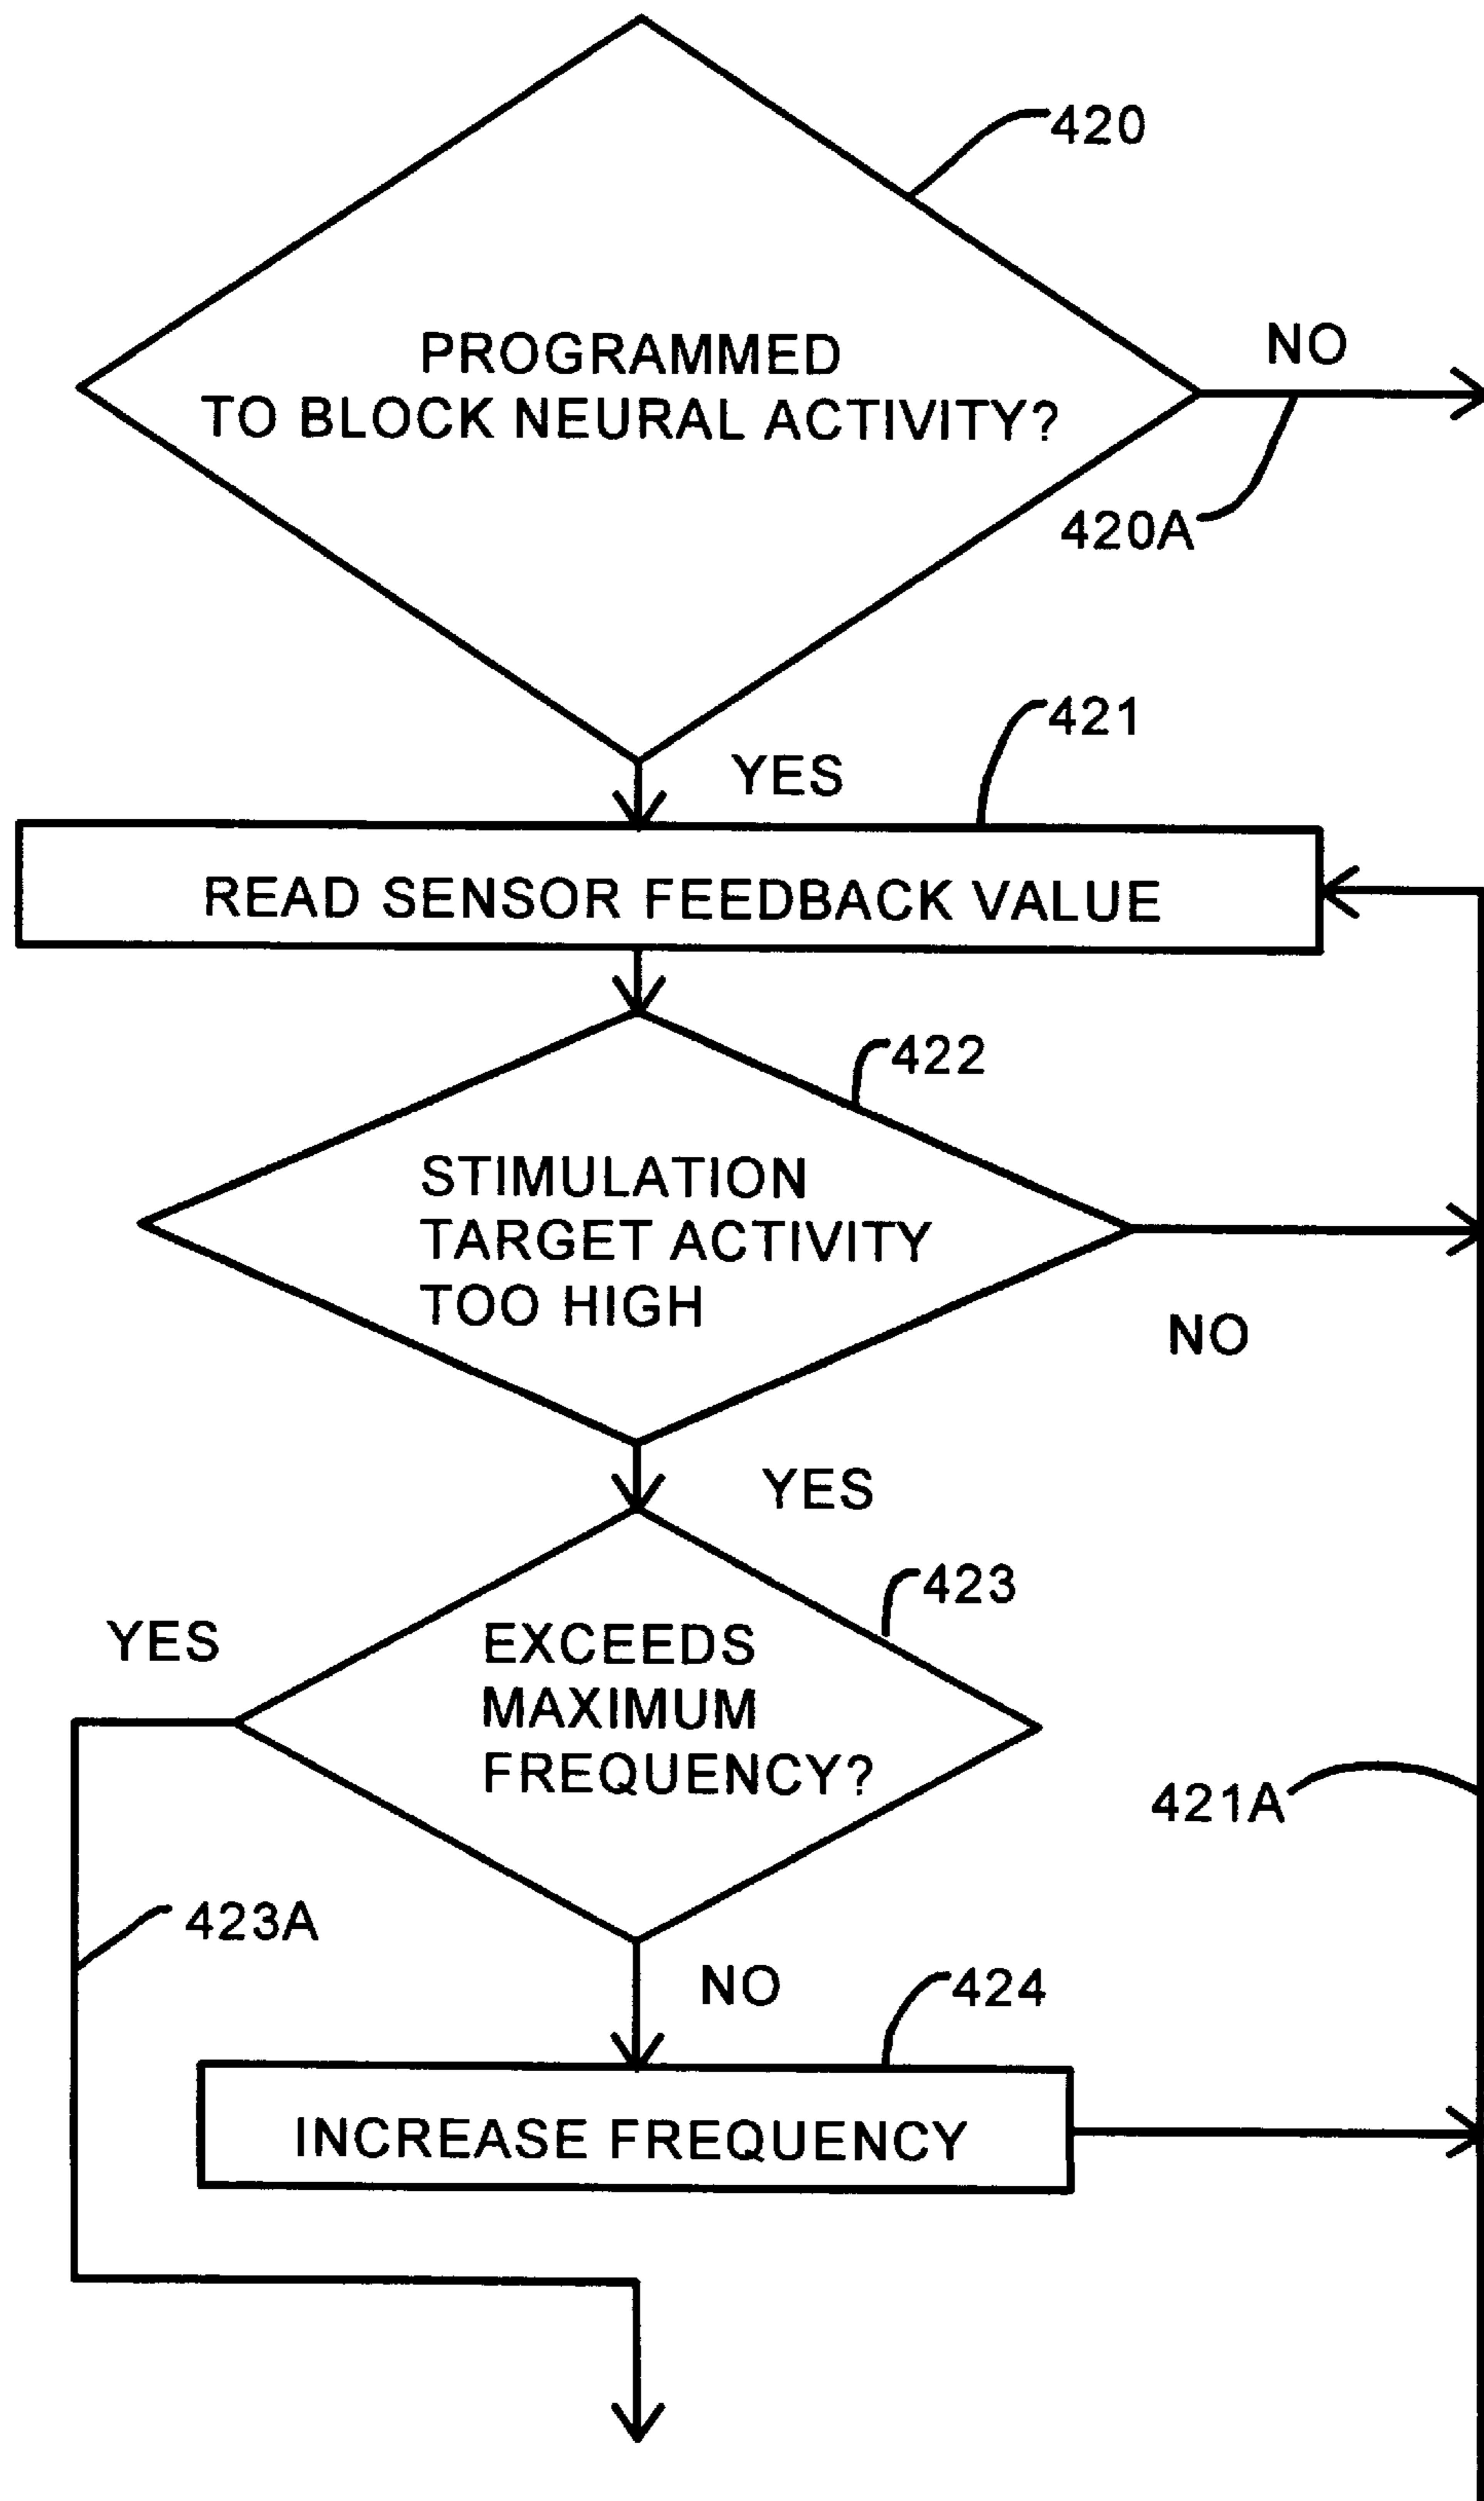 420
PROGRAMMED
TO BLOCK NEURAL ACTIVITY?
NO
420A
421
YES
READ SENSOR FEEDBACK VALUE
422
STIMULATION
TARGET ACTIVITY
TOO HIGH
NO
YES
423
YES
EXCEEDS
MAXIMUM
FREQUENCY?
421A
423A
NO
424
INCREASE FREQUENCY